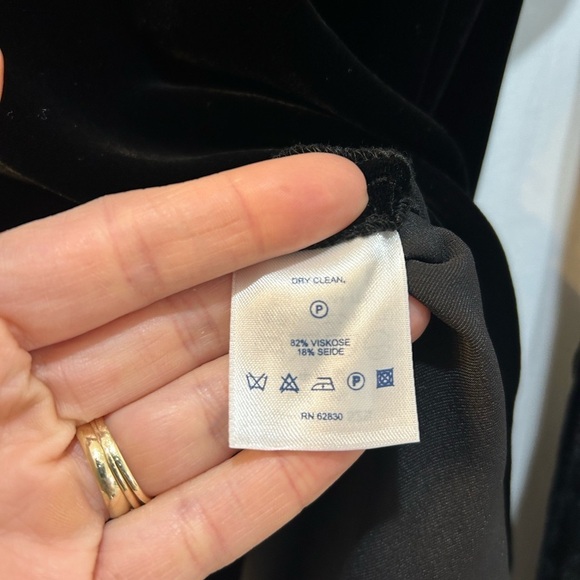 DRY CLEAN.
P
82% VISKOSE
18% SEIDE
P
RN 62830